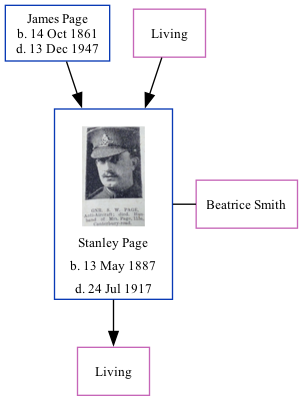 James Page
b. 14 Oct 1861
d. 13 Dec 1947
Living
GNR. S. W. PAGE,
Stanley Page
b. 13 May 1887
d. 24 Jul 1917
Beatrice Smith
Living